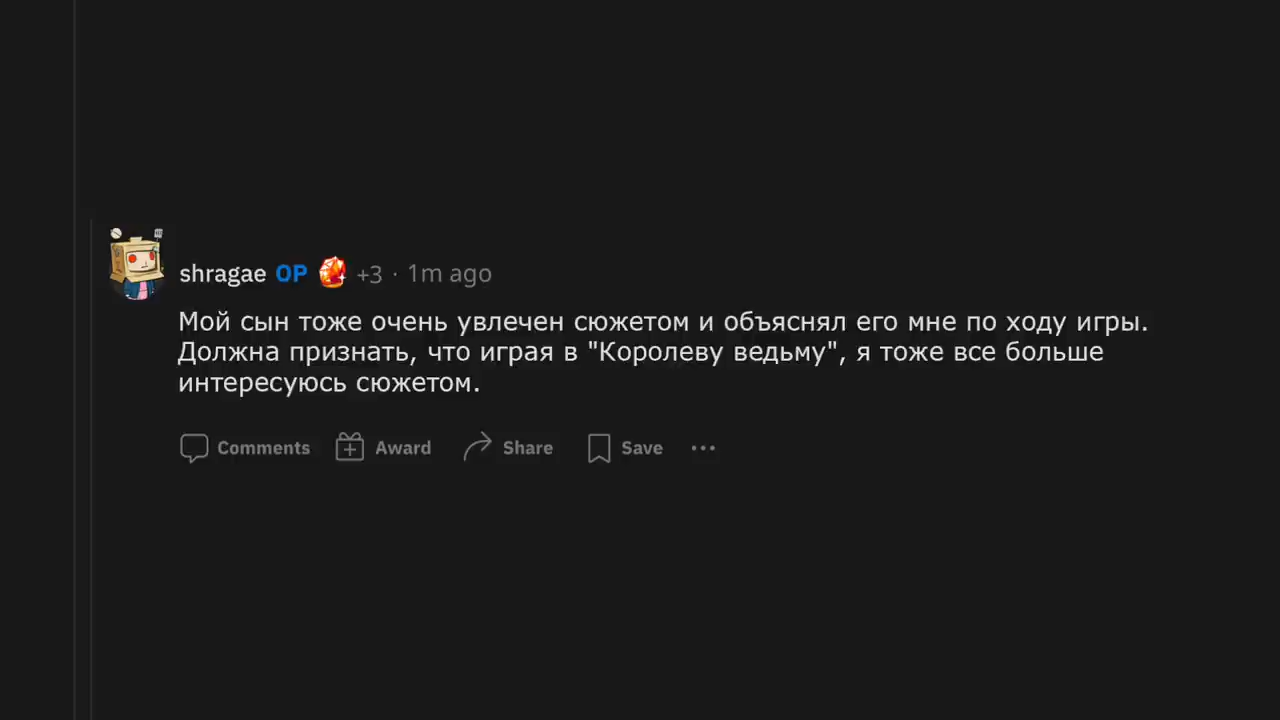 shragae OP +3 · 1m ago
Мой сын тоже очень увлечен сюжетом и объяснял его мне по ходу игры.
Должна признать, что играя в "Королеву ведьму", я тоже все больше
интересуюсь сюжетом.
Comments Award Share Save ...